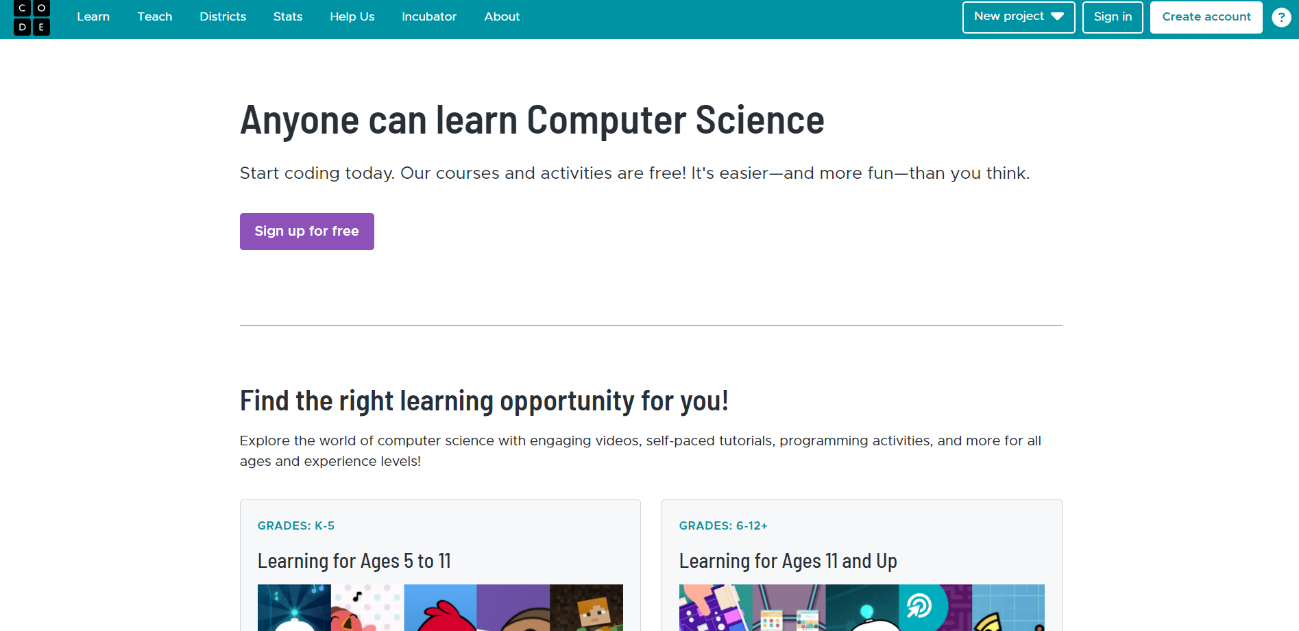 CO
DE
Learn Teach Districts Stats Help Us Incubator About
New project Sign in Create account ?
Anyone can learn Computer Science
Start coding today. Our courses and activities are free! It's easier—and more fun—than you think.
Sign up for free
Find the right learning opportunity for you!
Explore the world of computer science with engaging videos, self-paced tutorials, programming activities, and more for all
ages and experience levels!
GRADES: K-5
Learning for Ages 5 to 11
GRADES: 6-12+
Learning for Ages 11 and Up